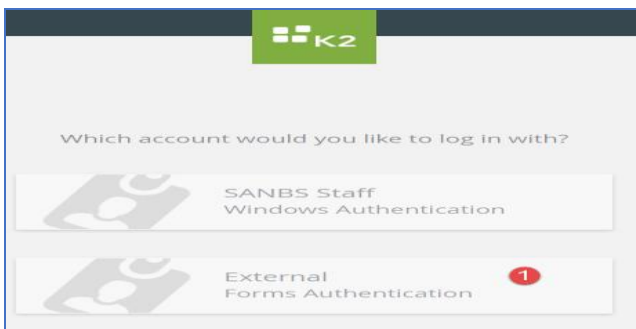 K2
Which account would you like to log in with?
SANBS Staff
Windows Authentication
External
1
Forms Authentication